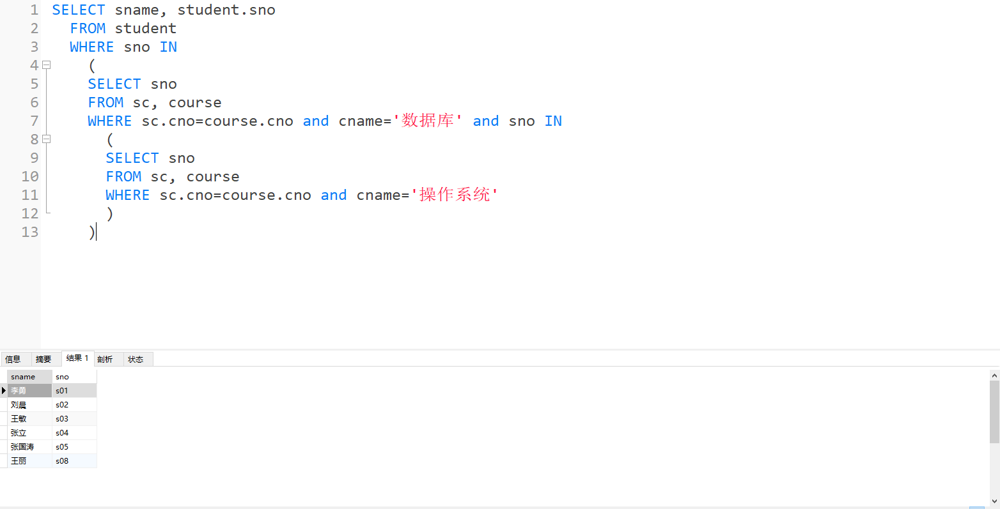 1 SELECT sname, student.sno
2 FROM student
3 WHERE sno IN
4 (
5 SELECT sno
6 FROM sc, course
7 WHERE sc.cno=course.cno and cname='数据库' and sno IN
8 (
9 SELECT sno
10 FROM sc, course
11 WHERE sc.cno=course.cno and cname='操作系统'
12 )
13 )
信息 摘要 结果 1 剖析 状态
sname sno
李勇 s01
刘晨 s02
王敏 s03
张立 s04
张国涛 s05
王丽 s08